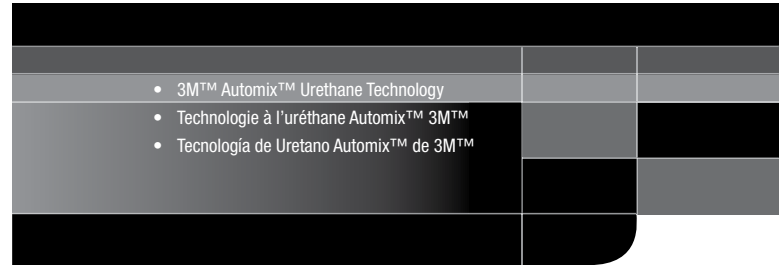 • 3M™ Automix™ Urethane Technology
• Technologie à l’uréthane Automix™ 3M™
• Tecnología de Uretano Automix™ de 3M™